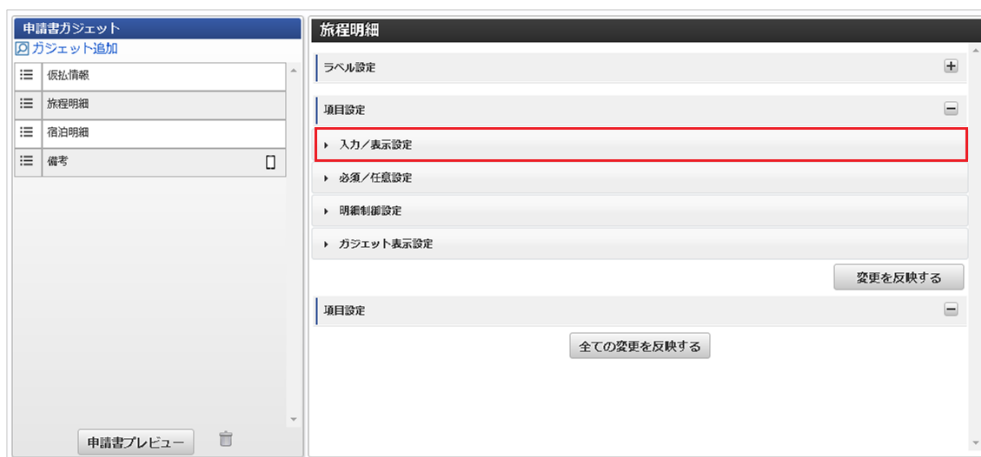 申請書ガジェット
ガジェット追加
仮払情報
旅程明細
宿泊明細
備考
申請書プレビュー
旅程明細
ラベル設定
項目設定
入力／表示設定
必須／任意設定
明細制御設定
ガジェット表示設定
変更を反映する
項目設定
全ての変更を反映する